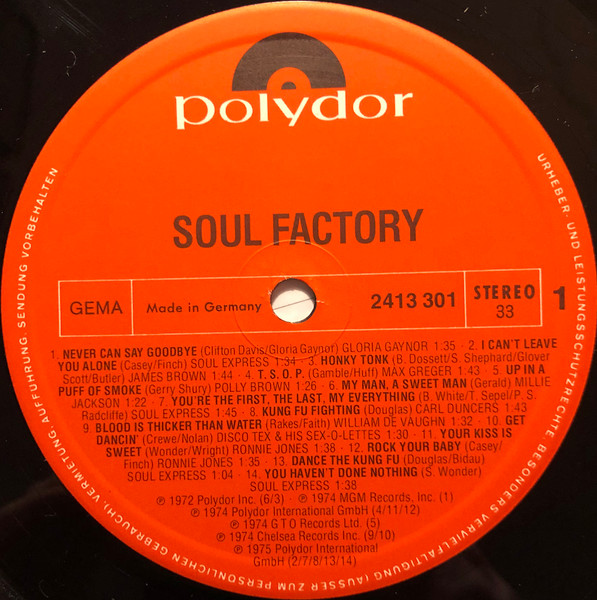 polydor
SOUL FACTORY
GEMA
Made in Germany
2413 301
STEREO
33
1
1. NEVER CAN SAY GOODBYE (Clifton Davis/Gloria Gaynor) GLORIA GAYNOR 1:35 - 2. I CAN'T LEAVE
YOU ALONE (Casey/Finch) SOUL EXPRESS 1:34 - 3. HONKY TONK (B. Dossett/S. Shephard/Glover
Scott/Butler) JAMES BROWN 1:44 - 4. T. S. O. P. (Gamble/Huff) MAX GREGER 1:43 - 5. UP IN A
PUFF OF SMOKE (Gerry Shury) POLLY BROWN 1:26 - 6. MY MAN, A SWEET MAN (Gerald) MILLIE
JACKSON 1:22 - 7. YOU'RE THE FIRST, THE LAST, MY EVERYTHING (B. White/T. Sepel/P. S.
Radcliffe) SOUL EXPRESS 1:45 - 8. KUNG FU FIGHTING (Douglas) CARL DUNCERS 1:43
9. BLOOD IS THICKER THAN WATER (Rakes/Faith) WILLIAM DE VAUGHN 1:32 - 10. GET
DANCIN' (Crewe/Nolan) DISCO TEX & HIS SEX-O-LETTES 1:30 - 11. YOUR KISS IS
SWEET (Wonder/Wright) RONNIE JONES 1:38 - 12. ROCK YOUR BABY (Casey/
Finch) RONNIE JONES 1:35 - 13. DANCE THE KUNG FU (Douglas/Bidau)
SOUL EXPRESS 1:04 - 14. YOU HAVEN'T DONE NOTHING (S. Wonder)
SOUL EXPRESS 1:38
℗ 1972 Polydor Inc. (6/3) - ℗ 1974 MGM Records, Inc. (1)
℗ 1974 Polydor International GmbH (4/11/12)
℗ 1974 G T O Records Ltd. (5)
℗ 1974 Chelsea Records Inc. (9/10)
℗ 1975 Polydor International
GmbH (2/7/8/13/14)
URHEBER- UND LEISTUNGSSCHUTZRECHTE, BESONDERS VERVIELFÄLTIGUNG (AUSSER ZUM PERSÖNLICHEN GEBRAUCH), VERMIETUNG, AUFFÜHRUNG, SENDUNG VORBEHALTEN